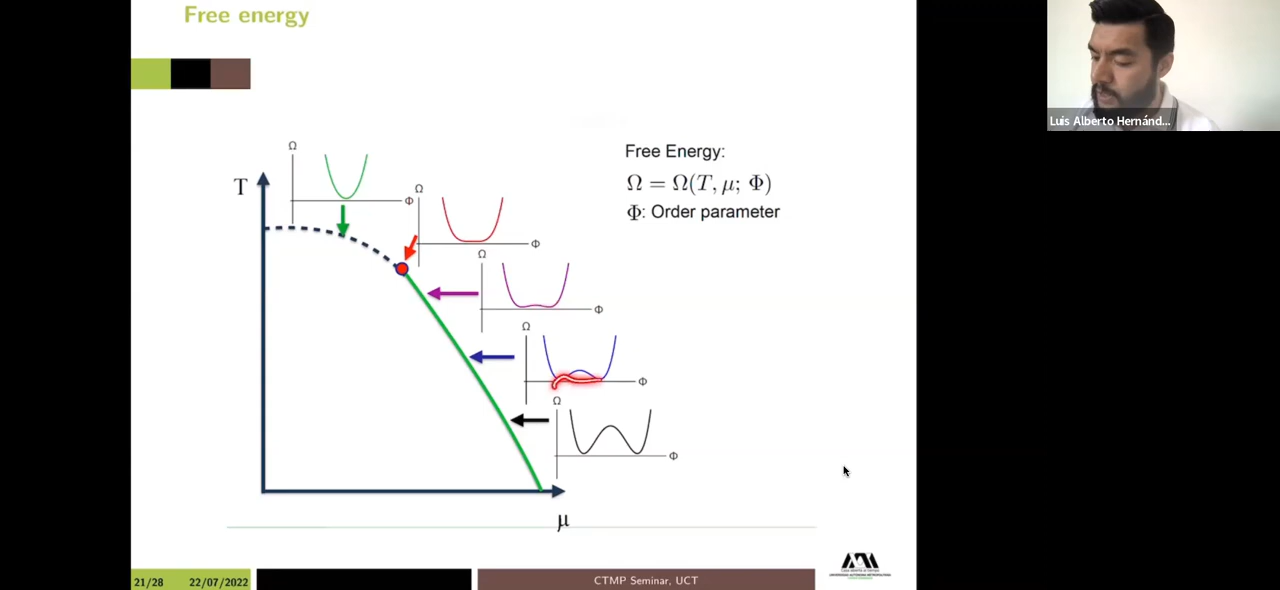 Free energy
Luis Alberto Hernánd...
Free Energy:
Ω = Ω(T, μ; Φ)
Φ: Order parameter
T
Ω
Φ
Ω
Φ
Ω
Φ
Ω
Φ
Ω
Φ
μ
21/28
22/07/2022
CTMP Seminar, UCT